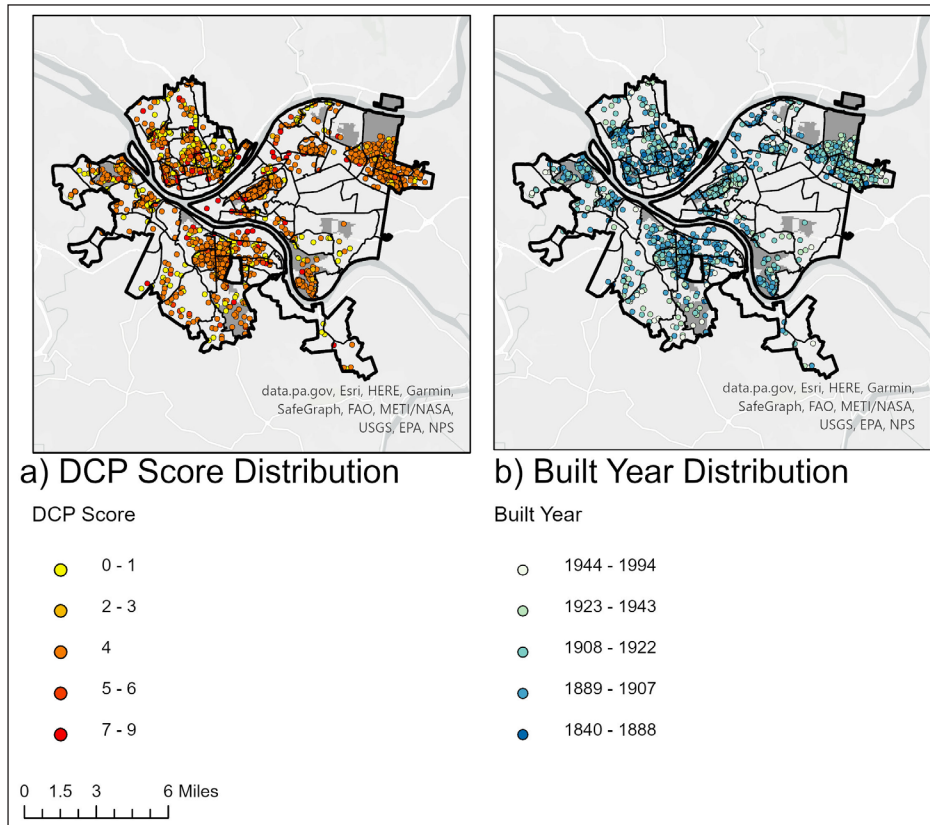 data.pa.gov, Esri, HERE, Garmin,
SafeGraph, FAO, METI/NASA,
USGS, EPA, NPS
a) DCP Score Distribution
DCP Score
0 - 1
2 - 3
4
5 - 6
7 - 9
0 1.5 3 6 Miles
data.pa.gov, Esri, HERE, Garmin,
SafeGraph, FAO, METI/NASA,
USGS, EPA, NPS
b) Built Year Distribution
Built Year
1944 - 1994
1923 - 1943
1908 - 1922
1889 - 1907
1840 - 1888